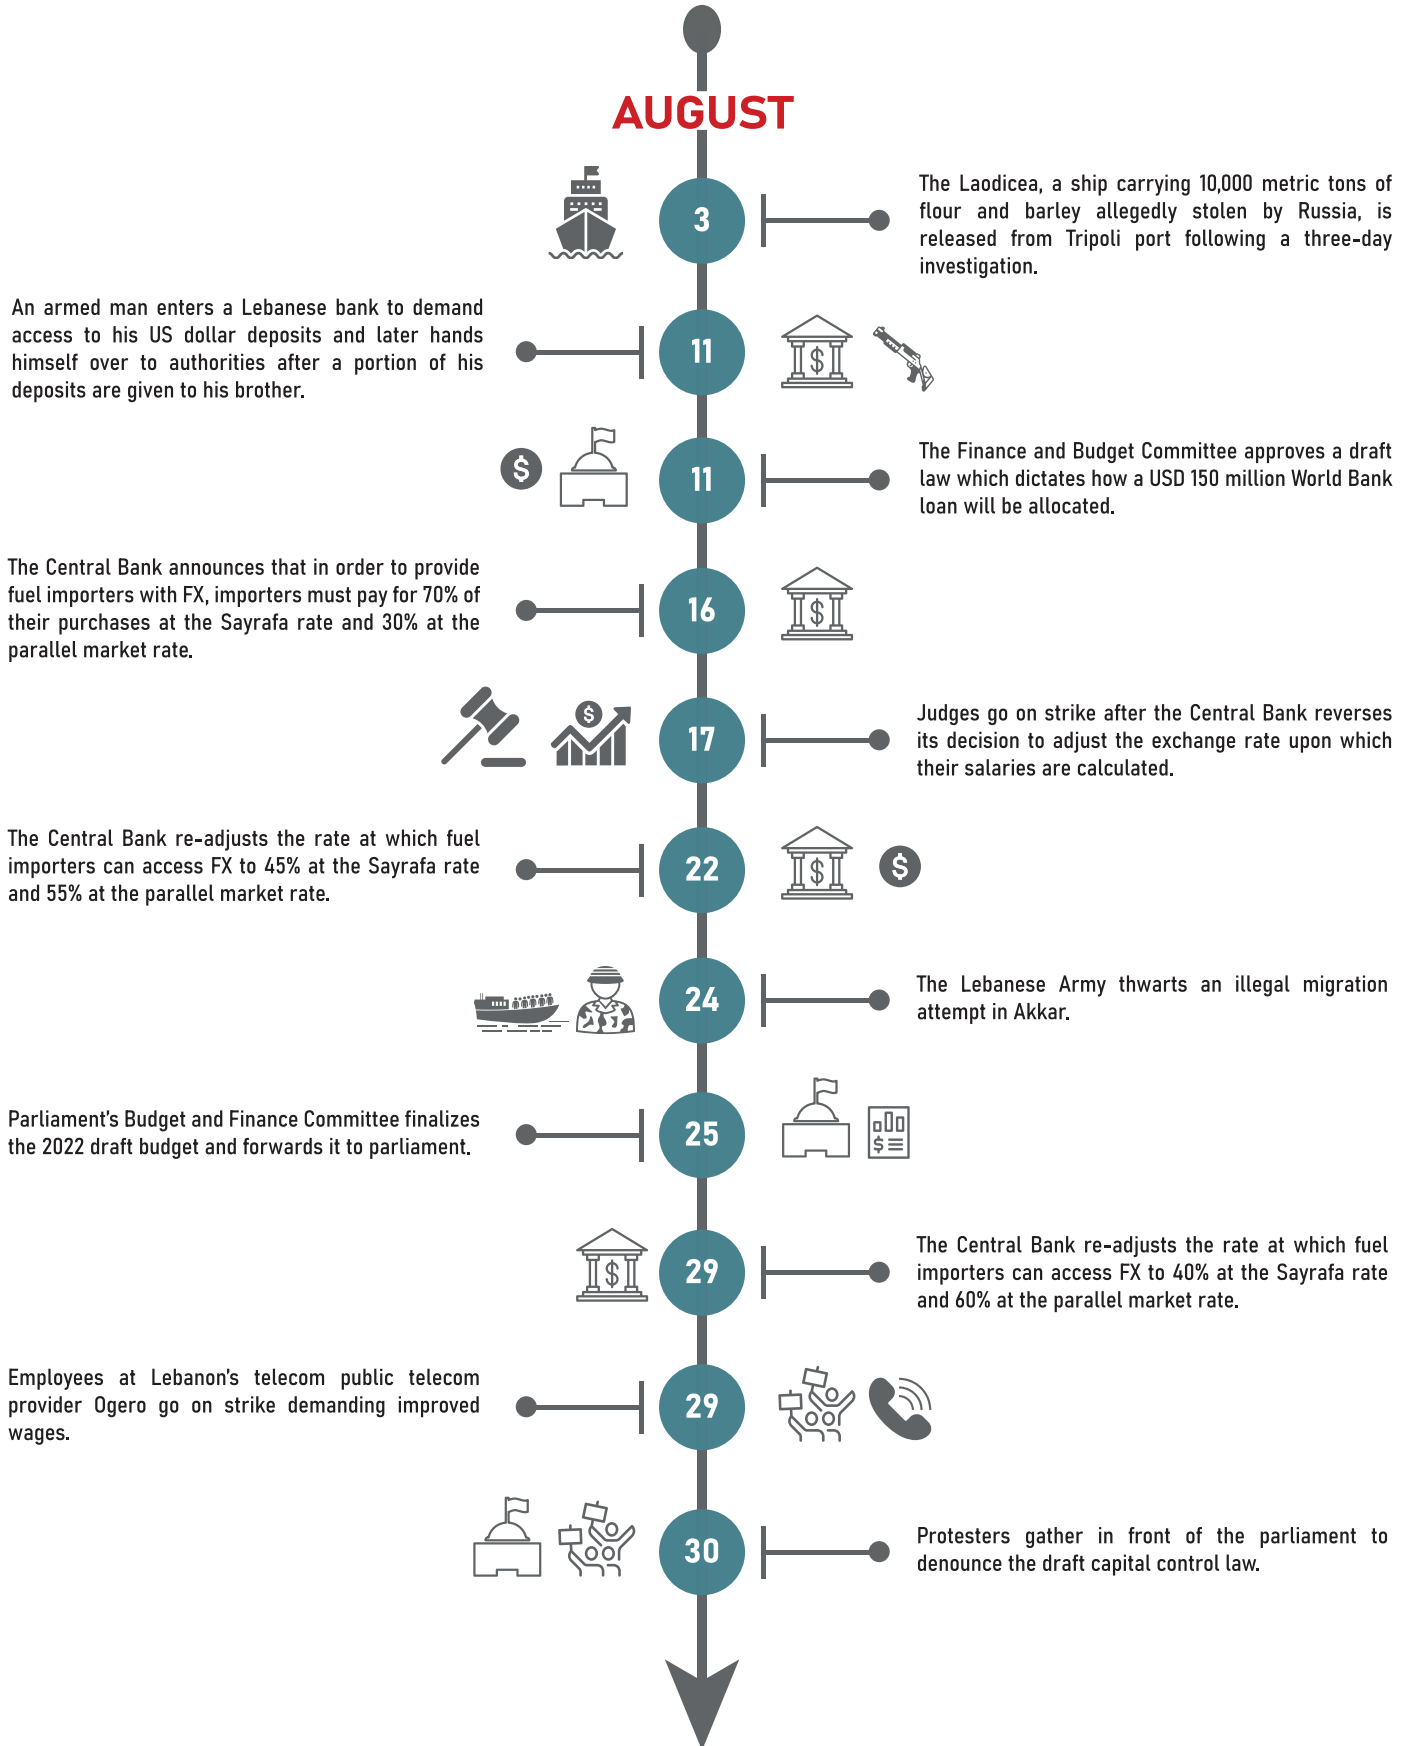 AUGUST
3
The Laodicea, a ship carrying 10,000 metric tons of
flour and barley allegedly stolen by Russia, is
released from Tripoli port following a three-day
investigation.
An armed man enters a Lebanese bank to demand
access to his US dollar deposits and later hands
himself over to authorities after a portion of his
deposits are given to his brother.
11
$
$
11
The Finance and Budget Committee approves a draft
law which dictates how a USD 150 million World Bank
loan will be allocated.
The Central Bank announces that in order to provide
fuel importers with FX, importers must pay for 70% of
their purchases at the Sayrafa rate and 30% at the
parallel market rate.
16
$
$
17
Judges go on strike after the Central Bank reverses
its decision to adjust the exchange rate upon which
their salaries are calculated.
The Central Bank re-adjusts the rate at which fuel
importers can access FX to 45% at the Sayrafa rate
and 55% at the parallel market rate.
22
$
$
24
The Lebanese Army thwarts an illegal migration
attempt in Akkar.
Parliament's Budget and Finance Committee finalizes
the 2022 draft budget and forwards it to parliament.
25
$
$
29
The Central Bank re-adjusts the rate at which fuel
importers can access FX to 40% at the Sayrafa rate
and 60% at the parallel market rate.
Employees at Lebanon's telecom public telecom
provider Ogero go on strike demanding improved
wages.
29
30
Protesters gather in front of the parliament to
denounce the draft capital control law.